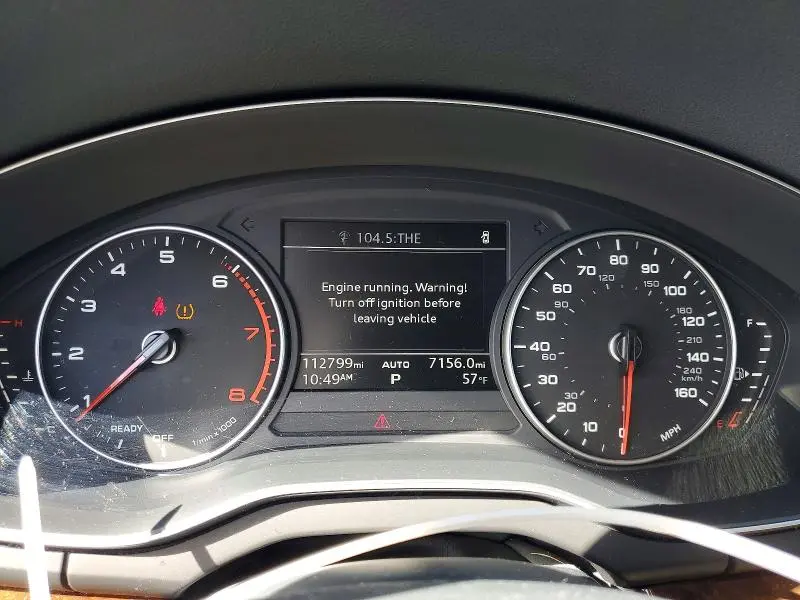 104.5:THE
Engine running. Warning!
Turn off ignition before
leaving vehicle
112799mi AUTO 7156.0mi
10:49AM P 57°F
1 2 3 4 5 6 7 8
READY
OFF
1/min x 1000
C
H
0 10 20 30 40 50 60 70 80 90 100 120 140 160
MPH
30 60 90 120 150 180 210 240
km/h
F
E